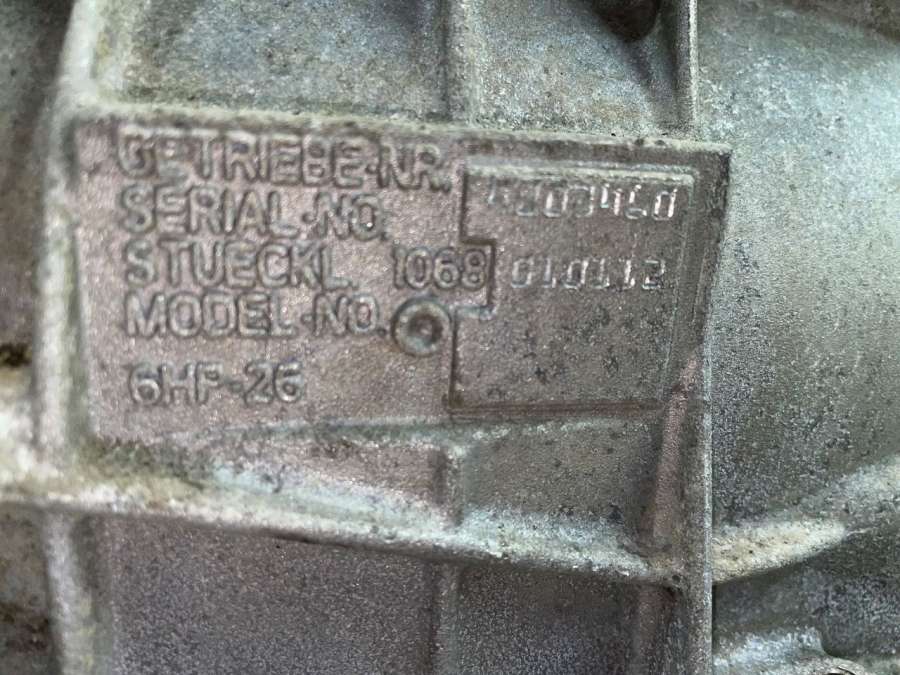 GETRIEBE-NR.
SERIAL-NO.
STUECKL. 1068 010112
MODEL-NO.
6HP-26